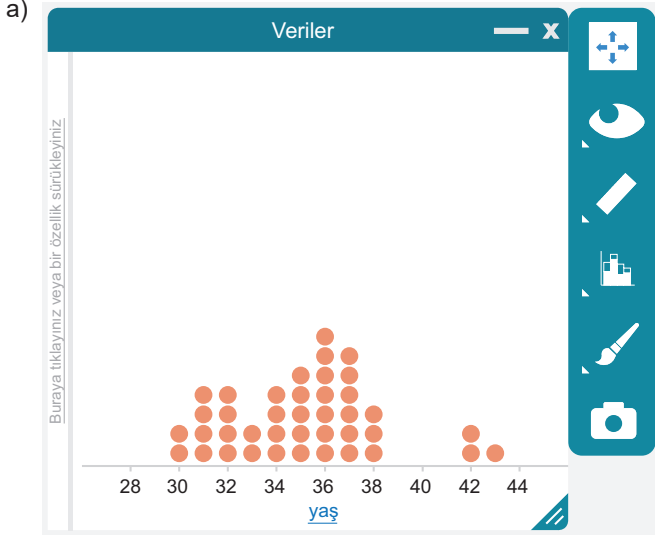 a)
Veriler
Buraya tıklayınız veya bir özellik sürükleyiniz
28 30 32 34 36 38 40 42 44
yaş